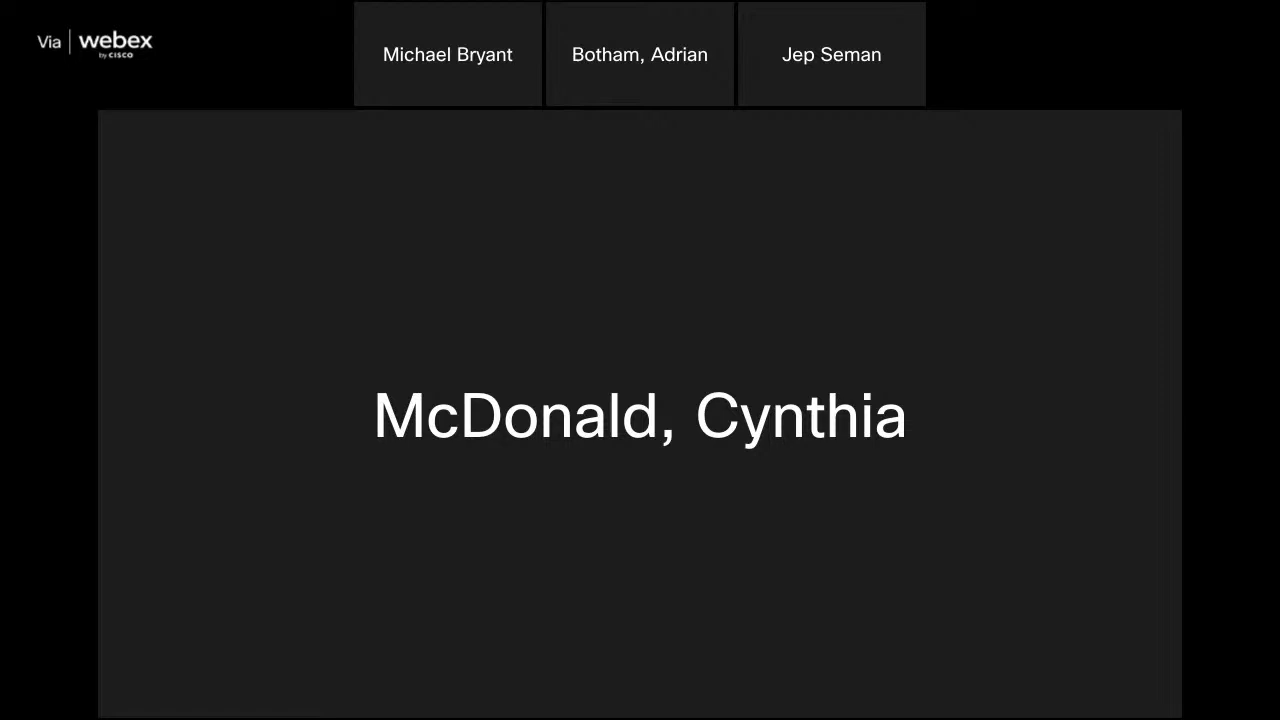 Via webex
by CISCO
Michael Bryant
Botham, Adrian
Jep Seman
McDonald, Cynthia